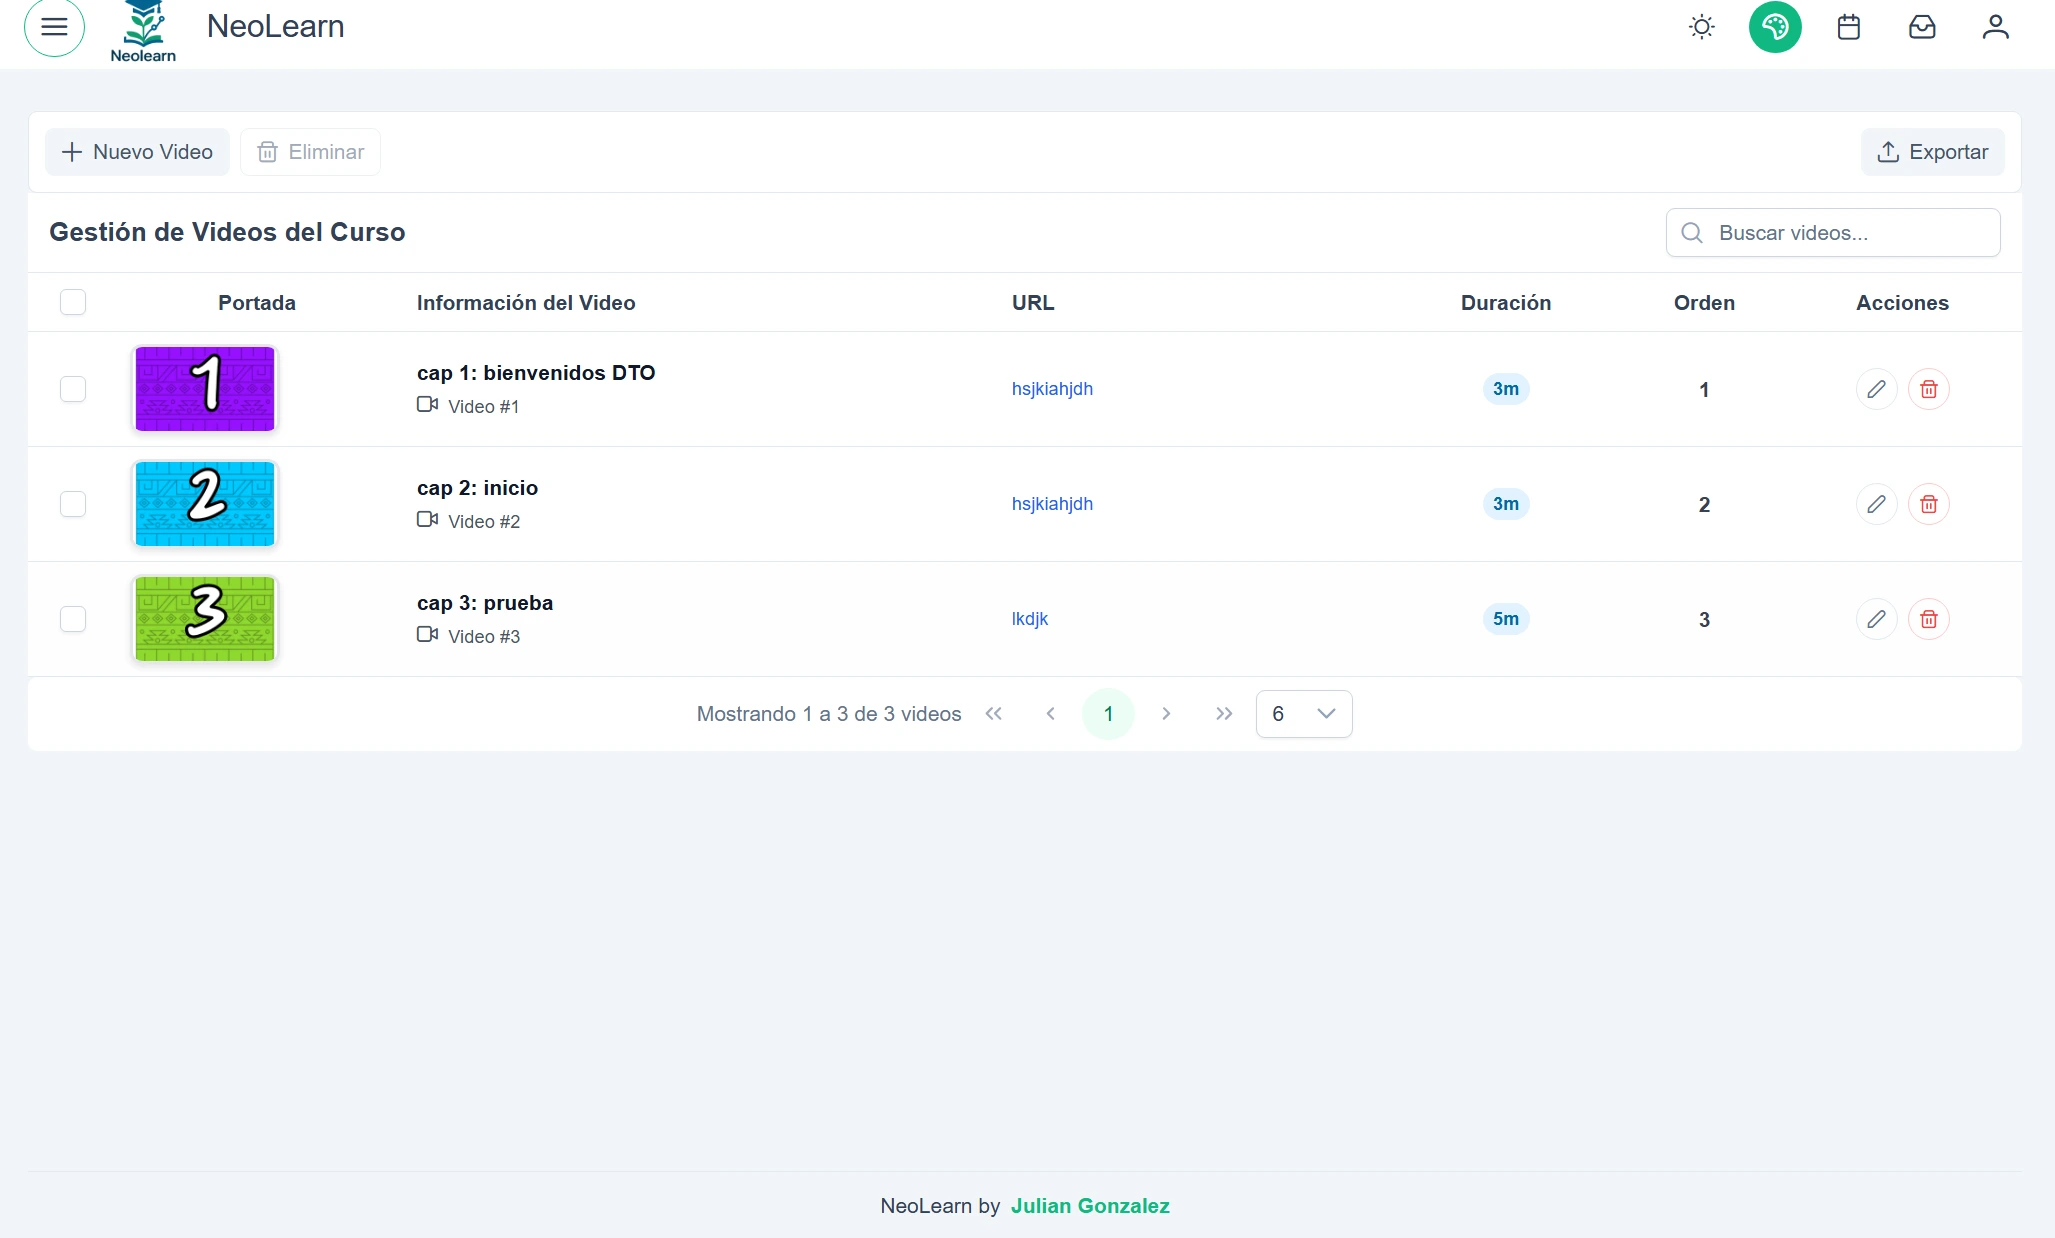 Neolearn
NeoLearn
Nuevo Video
Eliminar
Exportar
Gestión de Videos del Curso
Buscar videos...
Portada
Información del Video
URL
Duración
Orden
Acciones
1
cap 1: bienvenidos DTO
Video #1
hsjkiahjdh
3m
1
2
cap 2: inicio
Video #2
hsjkiahjdh
3m
2
3
cap 3: prueba
Video #3
lkdjk
5m
3
Mostrando 1 a 3 de 3 videos
1
6
NeoLearn by Julian Gonzalez